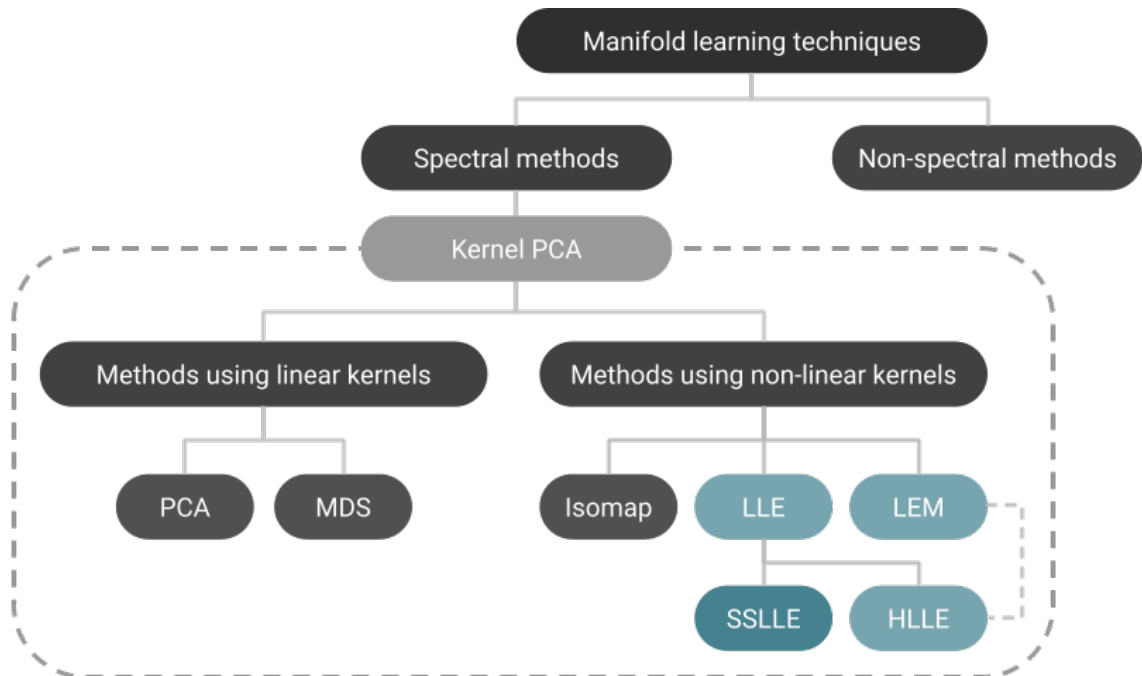 Manifold learning techniques
Spectral methods
Non-spectral methods
Kernel PCA
Methods using linear kernels
Methods using non-linear kernels
PCA
MDS
Isomap
LLE
LEM
SSLLE
HLLE